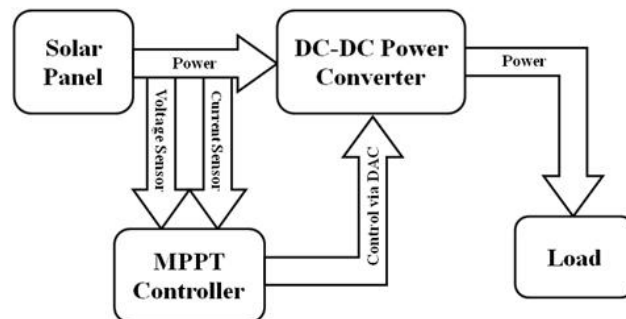 Solar
Panel
Power
DC-DC Power
Converter
Power
Voltage Sensor
Current Sensor
Control via DAC
MPPT
Controller
Load